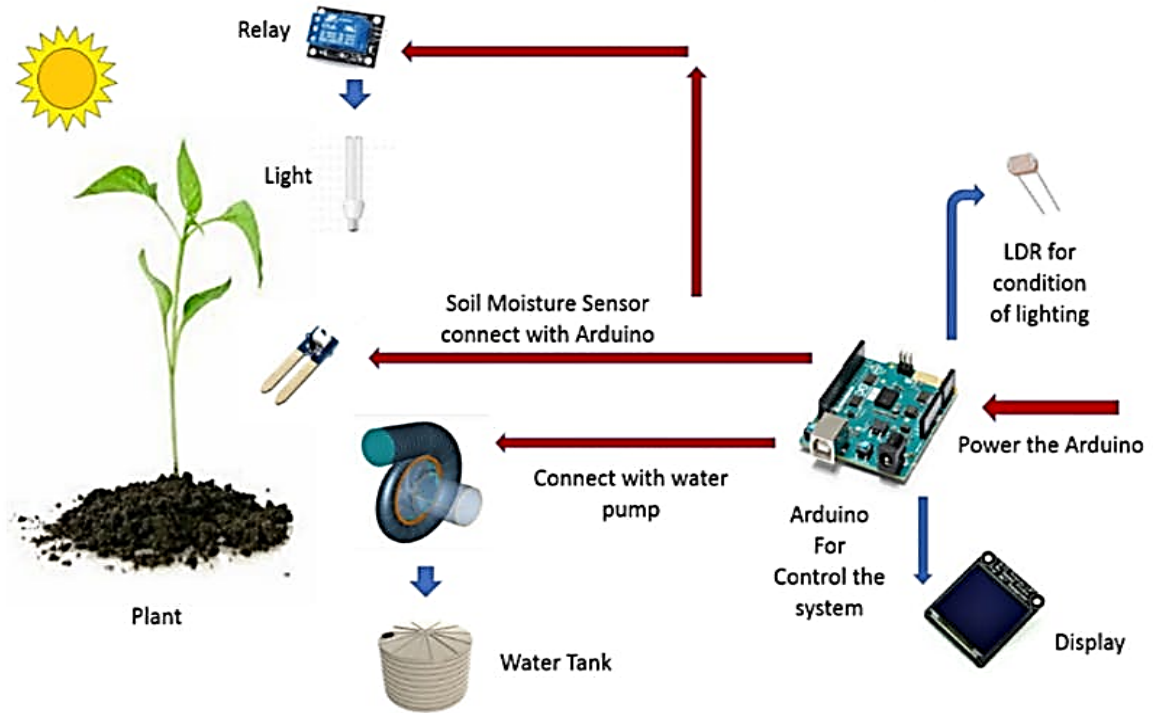 Relay
Light
LDR for
condition
of lighting
Soil Moisture Sensor
connect with Arduino
Power the Arduino
Connect with water
pump
Arduino
For
Control the
system
Plant
Display
Water Tank